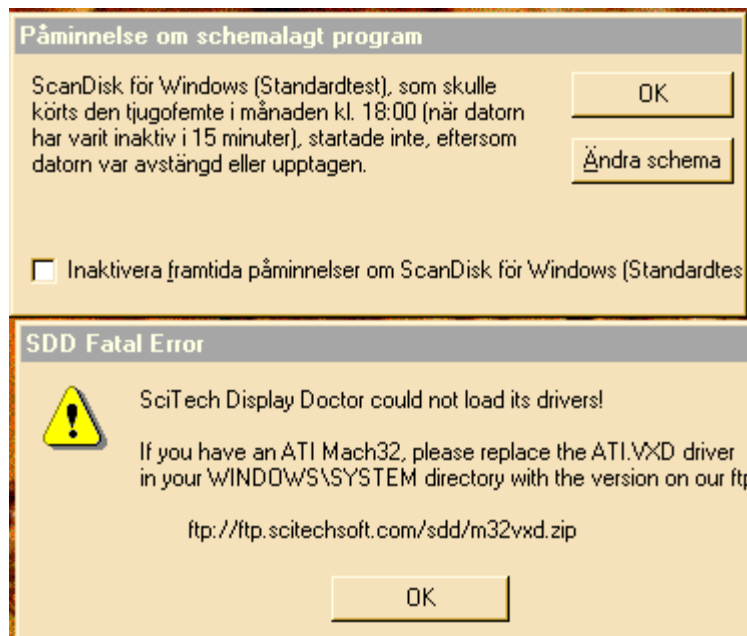 Påminnelse om schemalagt program
ScanDisk för Windows (Standardtest), som skulle
körts den tjugofemte i månaden kl. 18:00 (när datorn
har varit inaktiv i 15 minuter), startade inte, eftersom
datorn var avstängd eller upptagen.
OK
Ändra schema
Inaktivera framtida påminnelser om ScanDisk för Windows (Standardtes
SDD Fatal Error
SciTech Display Doctor could not load its drivers!
If you have an ATI Mach32, please replace the ATI.VXD driver
in your WINDOWS\SYSTEM directory with the version on our ftp
ftp://ftp.scitechsoft.com/sdd/m32vxd.zip
OK